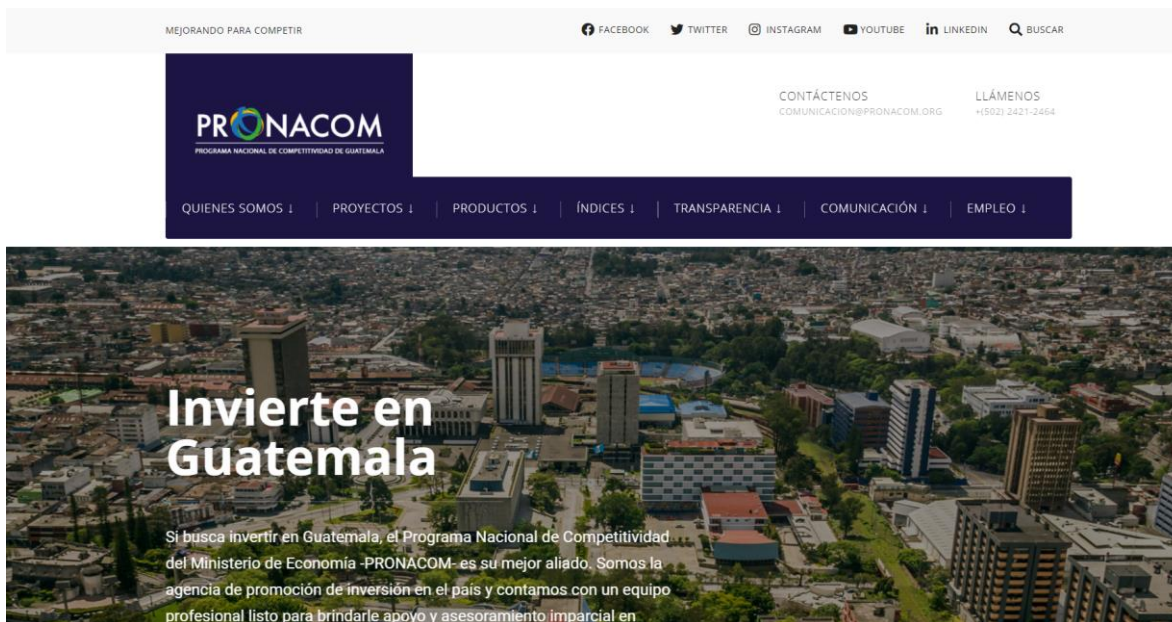 MEJORANDO PARA COMPETIR
FACEBOOK TWITTER INSTAGRAM YOUTUBE LINKEDIN BUSCAR
PRONACOM
PROGRAMA NACIONAL DE COMPETITIVIDAD DE GUATEMALA
CONTÁCTENOS
COMUNICACION@PRONACOM.ORG
LLÁMENOS
+(502) 2421-2464
QUIENES SOMOS ↓ PROYECTOS ↓ PRODUCTOS ↓ ÍNDICES ↓ TRANSPARENCIA ↓ COMUNICACIÓN ↓ EMPLEO ↓
Invierte en
Guatemala
Si busca invertir en Guatemala, el Programa Nacional de Competitividad
del Ministerio de Economía -PRONACOM- es su mejor aliado. Somos la
agencia de promoción de inversión en el país y contamos con un equipo
profesional listo para brindarle apoyo y asesoramiento imparcial en